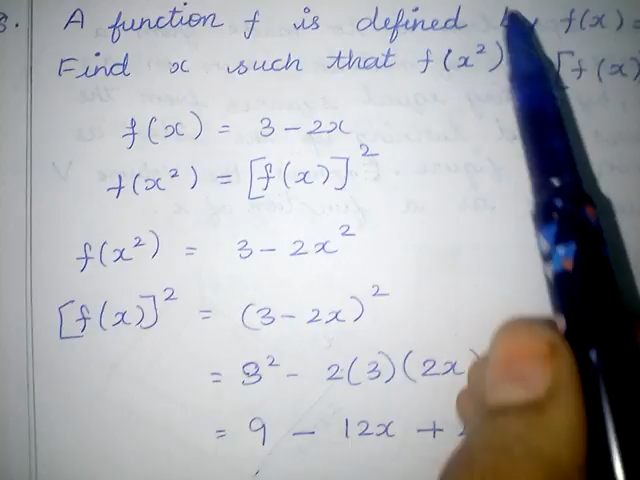 3. A function f is defined by f(x) =
Find x such that f(x²) [f(x)
f(x) = 3 - 2x
f(x²) = [f(x)]²
f(x²) = 3 - 2x²
[f(x)]² = (3 - 2x)²
= 3² - 2(3)(2x)
= 9 - 12x +